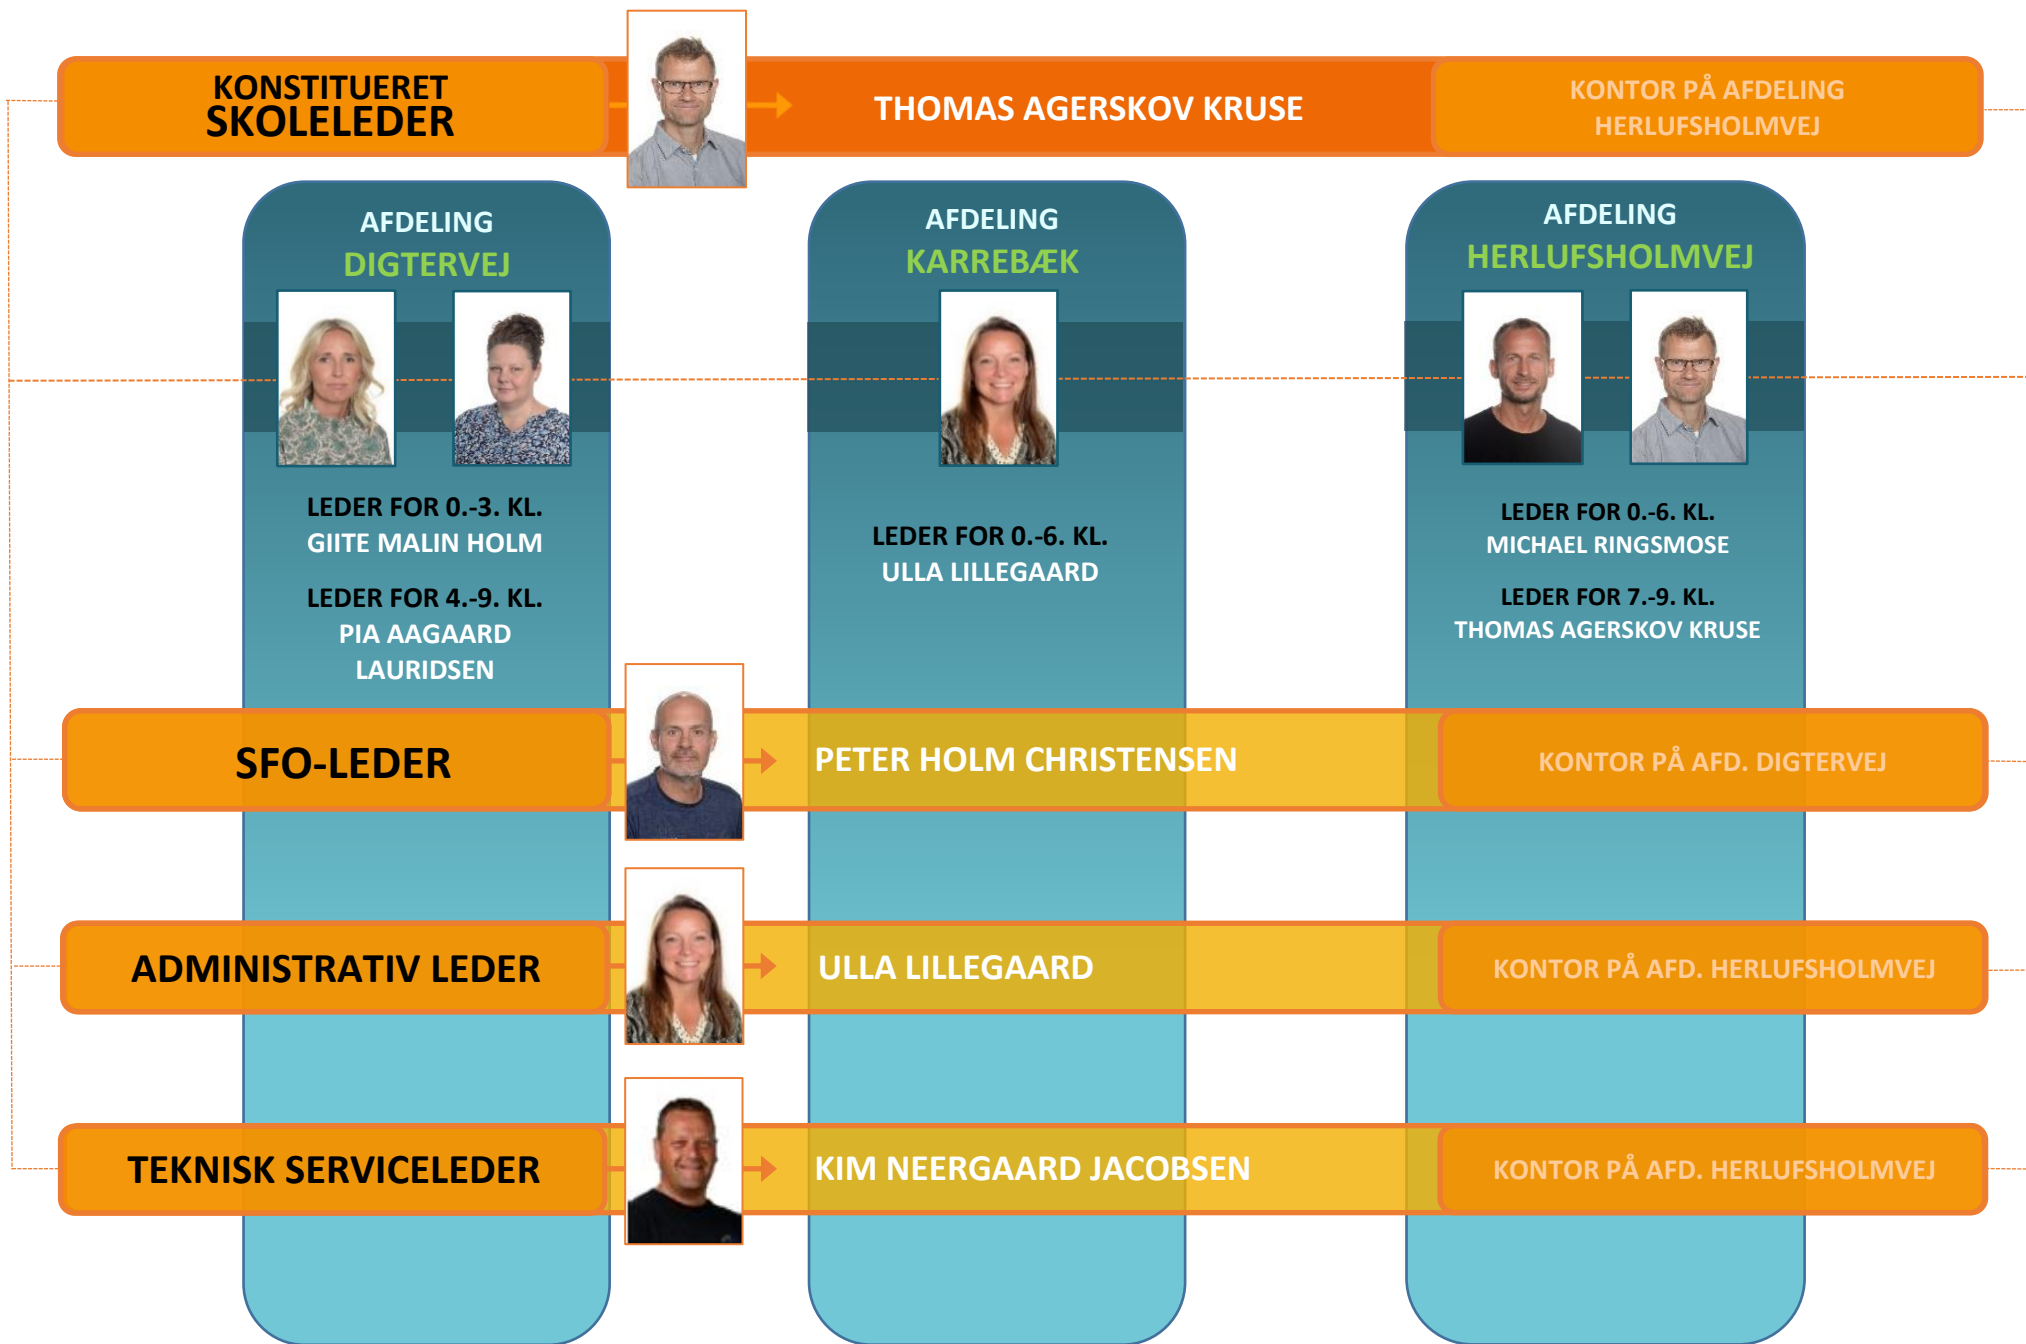 KONSTITUERET
SKOLELEDER
THOMAS AGERSKOV KRUSE
KONTOR PÅ AFDELING
HERLUFSHOLMVEJ
AFDELING
DIGTERVEJ
LEDER FOR 0.-3. KL.
GIITE MALIN HOLM
LEDER FOR 4.-9. KL.
PIA AAGAARD
LAURIDSEN
AFDELING
KARREBÆK
LEDER FOR 0.-6. KL.
ULLA LILLEGAARD
AFDELING
HERLUFSHOLMVEJ
LEDER FOR 0.-6. KL.
MICHAEL RINGSMOSE
LEDER FOR 7.-9. KL.
THOMAS AGERSKOV KRUSE
SFO-LEDER
PETER HOLM CHRISTENSEN
KONTOR PÅ AFD. DIGTERVEJ
ADMINISTRATIV LEDER
ULLA LILLEGAARD
KONTOR PÅ AFD. HERLUFSHOLMVEJ
TEKNISK SERVICELEDER
KIM NEERGAARD JACOBSEN
KONTOR PÅ AFD. HERLUFSHOLMVEJ